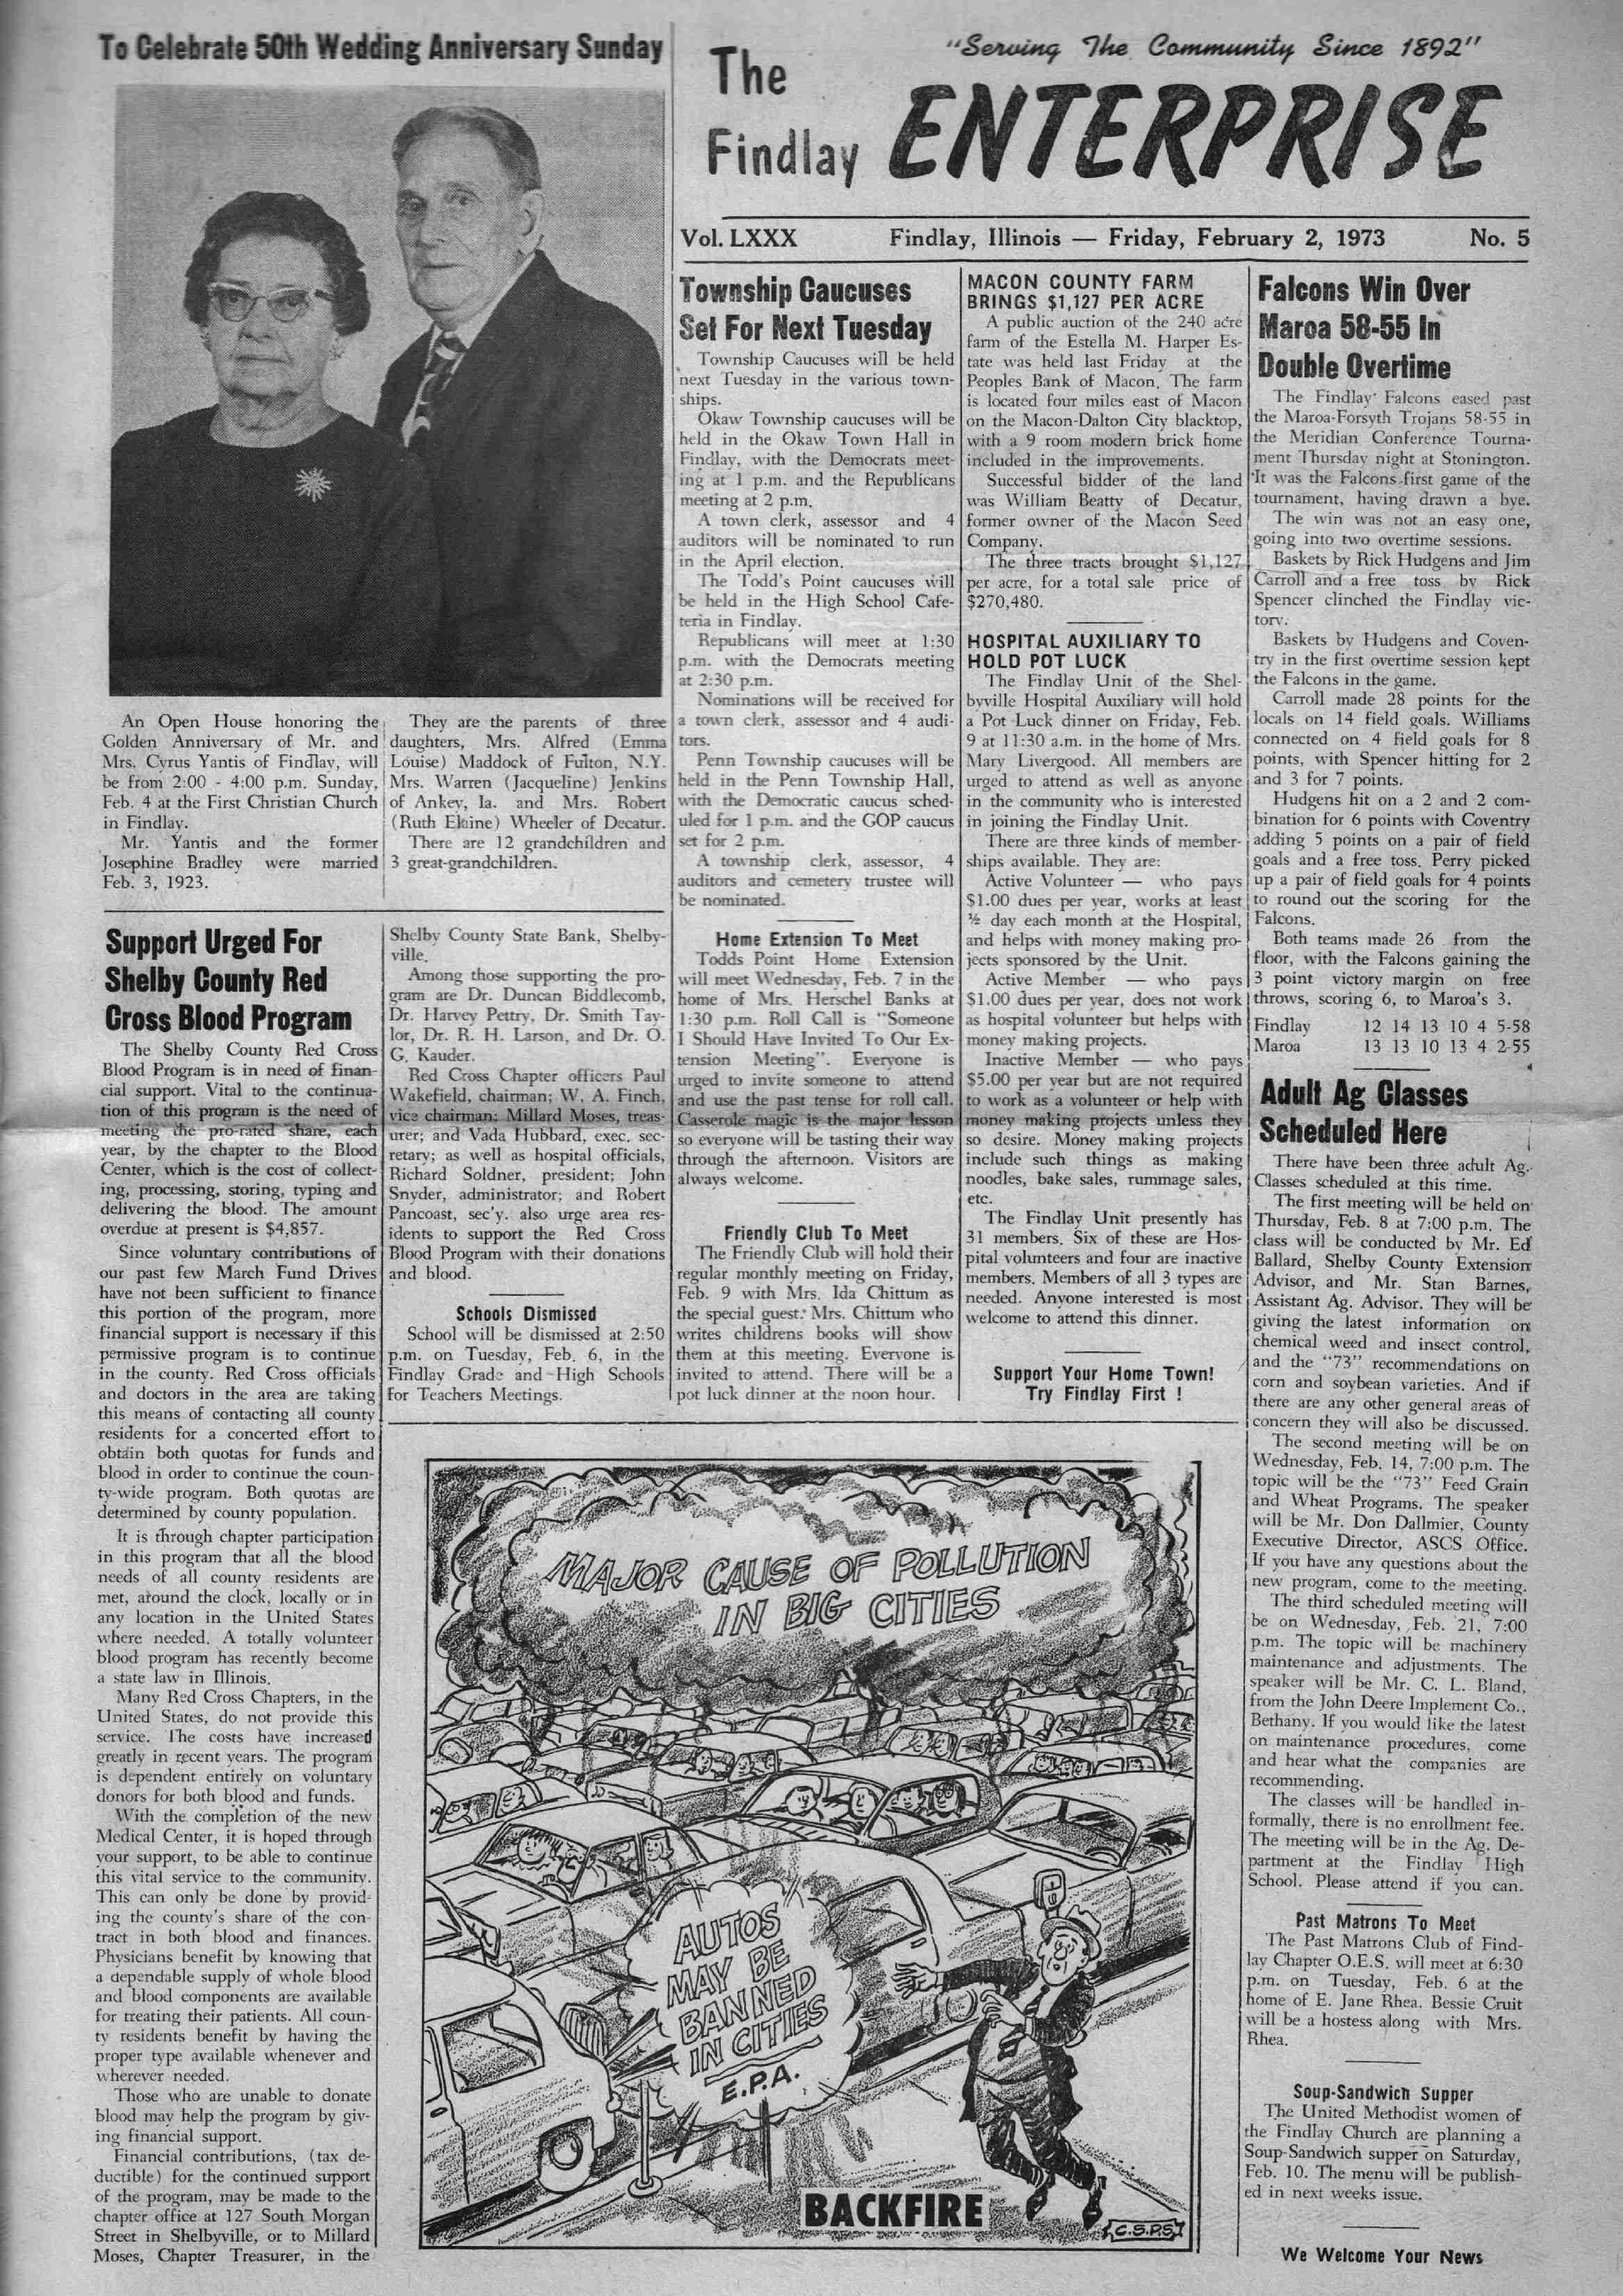 To Celebrate 50th Wedding Anniversary Sunday
An Open House honoring the
Golden Anniversary of Mr. and
Mrs. Cyrus Yantis of Findlay, will
be from 2:00 - 4:00 p.m. Sunday,
Feb. 4 at the First Christian Church
in Findlay.
Mr. Yantis and the former
Josephine Bradley were married
Feb. 3, 1923.
They are the parents of three
daughters, Mrs. Alfred (Emma
Louise) Maddock of Fulton, N.Y.
Mrs. Warren (Jacqueline) Jenkins
of Ankey, Ia. and Mrs. Robert
(Ruth Elaine) Wheeler of Decatur.
There are 12 grandchildren and
3 great-grandchildren.
"Serving The Community Since 1892"
The
Findlay ENTERPRISE
Vol. LXXX Findlay, Illinois — Friday, February 2, 1973 No. 5
Support Urged For
Shelby County Red
Cross Blood Program
The Shelby County Red Cross
Blood Program is in need of finan-
cial support. Vital to the continua-
tion of this program is the need of
meeting the pro-rated share, each
year, by the chapter to the Blood
Center, which is the cost of collect-
ing, processing, storing, typing and
delivering the blood. The amount
overdue at present is $4,857.
Since voluntary contributions of
our past few March Fund Drives
have not been sufficient to finance
this portion of the program, more
financial support is necessary if this
permissive program is to continue
in the county. Red Cross officials
and doctors in the area are taking
this means of contacting all county
residents for a concerted effort to
obtain both quotas for funds and
blood in order to continue the coun-
ty-wide program. Both quotas are
determined by county population.
It is through chapter participation
in this program that all the blood
needs of all county residents are
met, around the clock, locally or in
any location in the United States
where needed. A totally volunteer
blood program has recently become
a state law in Illinois.
Many Red Cross Chapters, in the
United States, do not provide this
service. The costs have increased
greatly in recent years. The program
is dependent entirely on voluntary
donors for both blood and funds.
With the completion of the new
Medical Center, it is hoped through
your support, to be able to continue
this vital service to the community.
This can only be done by provid-
ing the county's share of the con-
tract in both blood and finances.
Physicians benefit by knowing that
a dependable supply of whole blood
and blood components are available
for treating their patients. All coun-
ty residents benefit by having the
proper type available whenever and
wherever needed.
Those who are unable to donate
blood may help the program by giv-
ing financial support.
Financial contributions, (tax de-
ductible) for the continued support
of the program, may be made to the
chapter office at 127 South Morgan
Street in Shelbyville, or to Millard
Moses, Chapter Treasurer, in the
Shelby County State Bank, Shelby-
ville.
Among those supporting the pro-
gram are Dr. Duncan Biddlecomb,
Dr. Harvey Pettry, Dr. Smith Tay-
lor, Dr. R. H. Larson, and Dr. O.
G. Kauder.
Red Cross Chapter officers Paul
Wakefield, chairman; W. A. Finch,
vice chairman; Millard Moses, treas-
urer; and Vada Hubbard, exec. sec-
retary; as well as hospital officials,
Richard Soldner, president; John
Snyder, administrator; and Robert
Pancoast, sec'y. also urge area res-
idents to support the Red Cross
Blood Program with their donations
and blood.
Schools Dismissed
School will be dismissed at 2:50
p.m. on Tuesday, Feb. 6, in the
Findlay Grade and High Schools
for Teachers Meetings.
Township Caucuses
Set For Next Tuesday
Township Caucuses will be held
next Tuesday in the various town-
ships.
Okaw Township caucuses will be
held in the Okaw Town Hall in
Findlay, with the Democrats meet-
ing at 1 p.m. and the Republicans
meeting at 2 p.m.
A town clerk, assessor and 4
auditors will be nominated to run
in the April election.
The Todd's Point caucuses will
be held in the High School Cafe-
teria in Findlay.
Republicans will meet at 1:30
p.m. with the Democrats meeting
at 2:30 p.m.
Nominations will be received for
a town clerk, assessor and 4 audi-
tors.
Penn Township caucuses will be
held in the Penn Township Hall,
with the Democratic caucus sched-
uled for 1 p.m. and the GOP caucus
set for 2 p.m.
A township clerk, assessor, 4
auditors and cemetery trustee will
be nominated.
Home Extension To Meet
Todds Point Home Extension
will meet Wednesday, Feb. 7 in the
home of Mrs. Herschel Banks at
1:30 p.m. Roll Call is "Someone
I Should Have Invited To Our Ex-
tension Meeting". Everyone is
urged to invite someone to attend
and use the past tense for roll call.
Casserole magic is the major lesson
so everyone will be tasting their way
through the afternoon. Visitors are
always welcome.
Friendly Club To Meet
The Friendly Club will hold their
regular monthly meeting on Friday,
Feb. 9 with Mrs. Ida Chittum as
the special guest. Mrs. Chittum who
writes childrens books will show
them at this meeting. Everyone is
invited to attend. There will be a
pot luck dinner at the noon hour.
MACON COUNTY FARM
BRINGS $1,127 PER ACRE
A public auction of the 240 acre
farm of the Estella M. Harper Es-
tate was held last Friday at the
Peoples Bank of Macon. The farm
is located four miles east of Macon
on the Macon-Dalton City blacktop,
with a 9 room modern brick home
included in the improvements.
Successful bidder of the land
was William Beatty of Decatur,
former owner of the Macon Seed
Company.
The three tracts brought $1,127
per acre, for a total sale price of
$270,480.
HOSPITAL AUXILIARY TO
HOLD POT LUCK
The Findlay Unit of the Shel-
byville Hospital Auxiliary will hold
a Pot Luck dinner on Friday, Feb.
9 at 11:30 a.m. in the home of Mrs.
Mary Livergood. All members are
urged to attend as well as anyone
in the community who is interested
in joining the Findlay Unit.
There are three kinds of member-
ships available. They are:
Active Volunteer — who pays
$1.00 dues per year, works at least
½ day each month at the Hospital,
and helps with money making pro-
jects sponsored by the Unit.
Active Member — who pays
$1.00 dues per year, does not work
as hospital volunteer but helps with
money making projects.
Inactive Member — who pays
$5.00 per year but are not required
to work as a volunteer or help with
money making projects unless they
so desire. Money making projects
include such things as making
noodles, bake sales, rummage sales,
etc.
The Findlay Unit presently has
31 members. Six of these are Hos-
pital volunteers and four are inactive
members. Members of all 3 types are
needed. Anyone interested is most
welcome to attend this dinner.
Support Your Home Town!
Try Findlay First !
Falcons Win Over
Maroa 58-55 In
Double Overtime
The Findlay Falcons eased past
the Maroa-Forsyth Trojans 58-55 in
the Meridian Conference Tourna-
ment Thursday night at Stonington.
It was the Falcons first game of the
tournament, having drawn a bye.
The win was not an easy one,
going into two overtime sessions.
Baskets by Rick Hudgens and Jim
Carroll and a free toss by Rick
Spencer clinched the Findlay vic-
tory.
Baskets by Hudgens and Coven-
try in the first overtime session kept
the Falcons in the game.
Carroll made 28 points for the
locals on 14 field goals. Williams
connected on 4 field goals for 8
points, with Spencer hitting for 2
and 3 for 7 points.
Hudgens hit on a 2 and 2 com-
bination for 6 points with Coventry
adding 5 points on a pair of field
goals and a free toss. Perry picked
up a pair of field goals for 4 points
to round out the scoring for the
Falcons.
Both teams made 26 from the
floor, with the Falcons gaining the
3 point victory margin on free
throws, scoring 6, to Maroa's 3.
Findlay 12 14 13 10 4 5-58
Maroa 13 13 10 13 4 2-55
Adult Ag Classes
Scheduled Here
There have been three adult Ag.
Classes scheduled at this time.
The first meeting will be held on
Thursday, Feb. 8 at 7:00 p.m. The
class will be conducted by Mr. Ed
Ballard, Shelby County Extension
Advisor, and Mr. Stan Barnes,
Assistant Ag. Advisor. They will be
giving the latest information on
chemical weed and insect control,
and the "73" recommendations on
corn and soybean varieties. And if
there are any other general areas of
concern they will also be discussed.
The second meeting will be on
Wednesday, Feb. 14, 7:00 p.m. The
topic will be the "73" Feed Grain
and Wheat Programs. The speaker
will be Mr. Don Dallmier, County
Executive Director, ASCS Office.
If you have any questions about the
new program, come to the meeting.
The third scheduled meeting will
be on Wednesday, Feb. 21, 7:00
p.m. The topic will be machinery
maintenance and adjustments. The
speaker will be Mr. C. L. Bland,
from the John Deere Implement Co.,
Bethany. If you would like the latest
on maintenance procedures, come
and hear what the companies are
recommending.
The classes will be handled in-
formally, there is no enrollment fee.
The meeting will be in the Ag. De-
partment at the Findlay High
School. Please attend if you can.
Past Matrons To Meet
The Past Matrons Club of Find-
lay Chapter O.E.S. will meet at 6:30
p.m. on Tuesday, Feb. 6 at the
home of E. Jane Rhea. Bessie Cruit
will be a hostess along with Mrs.
Rhea.
Soup-Sandwich Supper
The United Methodist women of
the Findlay Church are planning a
Soup-Sandwich supper on Saturday,
Feb. 10. The menu will be publish-
ed in next weeks issue.
We Welcome Your News
MAJOR CAUSE OF POLLUTION
IN BIG CITIES
AUTOS
MAY BE
BANNED
IN CITIES
E.P.A.
BACKFIRE
C.S.P.S.